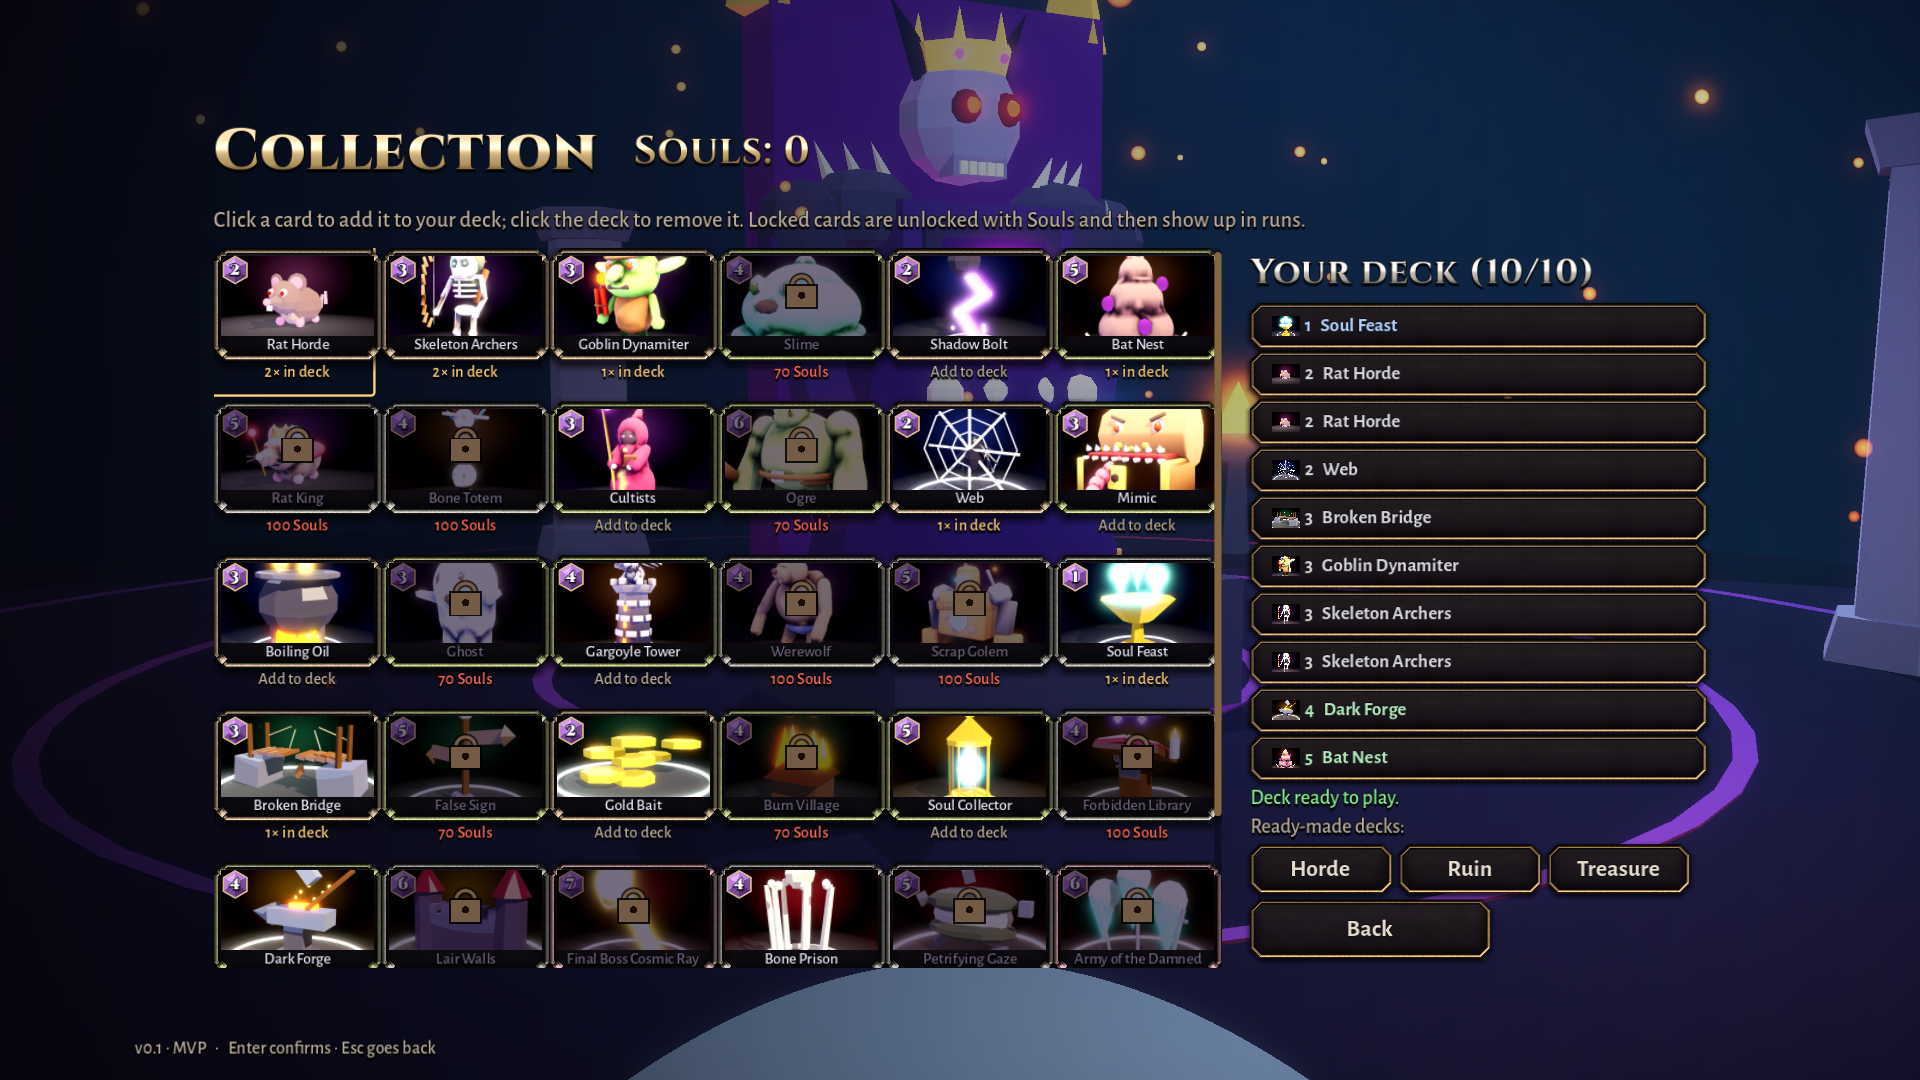 Collection Souls: 0
Click a card to add it to your deck; click the deck to remove it. Locked cards are unlocked with Souls and then show up in runs.
2 3 3 4 2 5
Rat Horde Skeleton Archers Goblin Dynamiter Slime Shadow Bolt Bat Nest
2× in deck 2× in deck 1× in deck 70 Souls Add to deck 1× in deck
5 4 3 6 2 3
Rat King Bone Totem Cultists Ogre Web Mimic
100 Souls 100 Souls Add to deck 70 Souls 1× in deck Add to deck
3 3 4 4 5 1
Boiling Oil Ghost Gargoyle Tower Werewolf Scrap Golem Soul Feast
Add to deck 70 Souls Add to deck 100 Souls 100 Souls 1× in deck
3 5 2 4 5 4
Broken Bridge False Sign Gold Bait Burn Village Soul Collector Forbidden Library
1× in deck 70 Souls Add to deck 70 Souls Add to deck 100 Souls
4 6 7 4 5 6
Dark Forge Lair Walls Final Boss Cosmic Ray Bone Prison Petrifying Gaze Army of the Damned
Your deck (10/10)
1 Soul Feast
2 Rat Horde
2 Rat Horde
2 Web
3 Broken Bridge
3 Goblin Dynamiter
3 Skeleton Archers
3 Skeleton Archers
4 Dark Forge
5 Bat Nest
Deck ready to play.
Ready-made decks:
Horde Ruin Treasure
Back
v0.1 · MVP · Enter confirms · Esc goes back